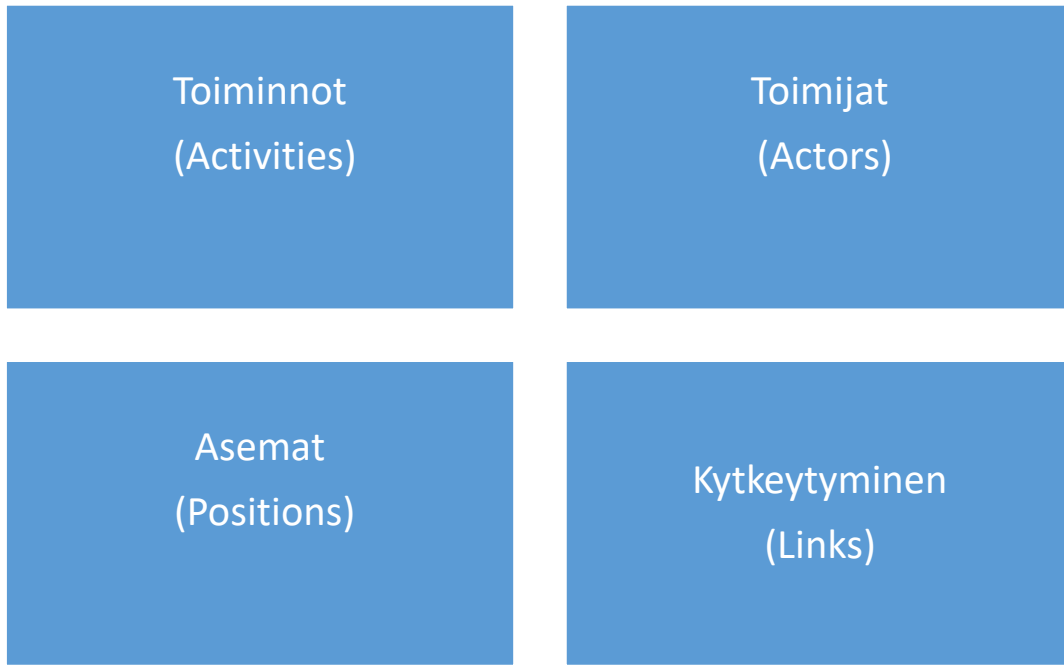 Toiminnot
(Activities)
Toimijat
(Actors)
Asemat
(Positions)
Kytkeytyminen
(Links)